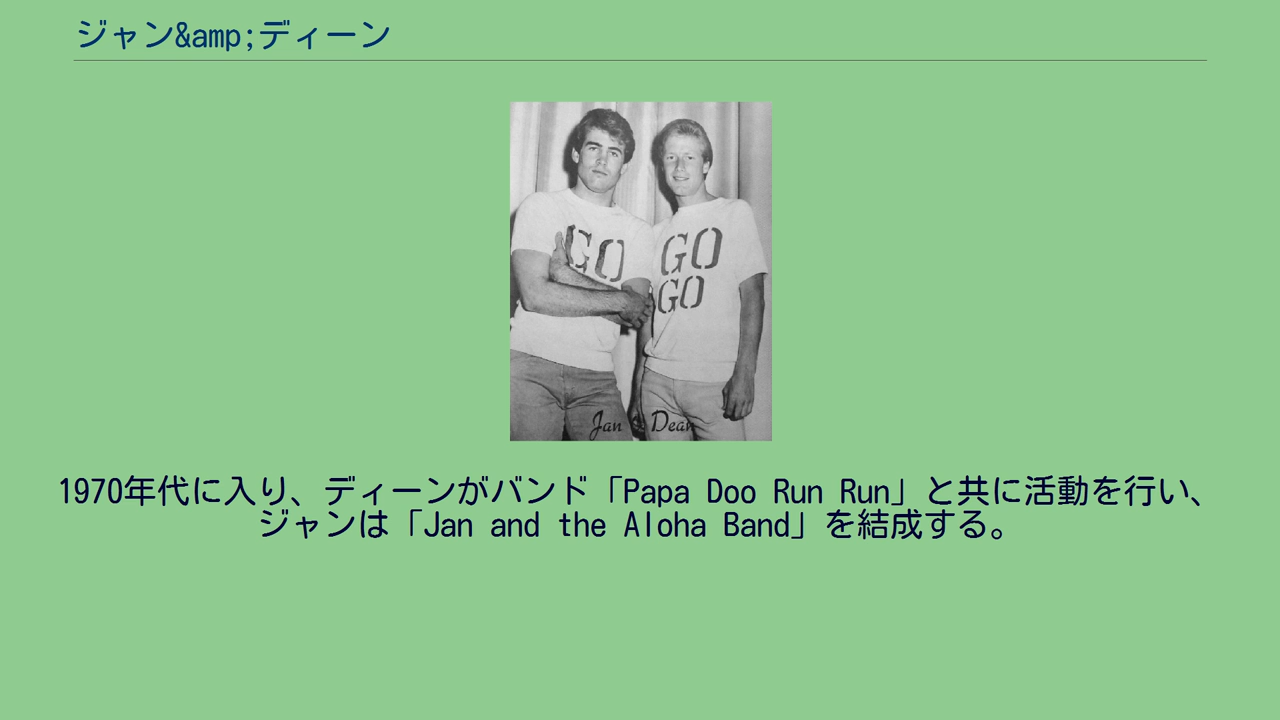 ジャン&amp;ディーン
GO
GO
GO
Jan & Dean
1970年代に入り、ディーンがバンド「Papa Doo Run Run」と共に活動を行い、
ジャンは「Jan and the Aloha Band」を結成する。